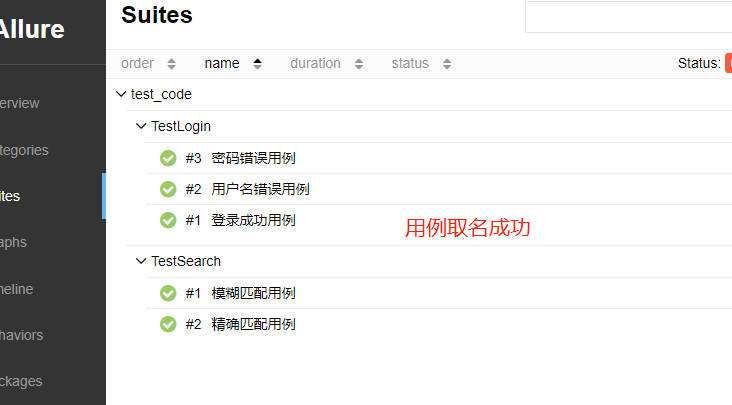 Allure
Suites
order name duration status Status:
erview
tegories
ites
aphs
meline
haviors
ckages
test_code
TestLogin
#3 密码错误用例
#2 用户名错误用例
#1 登录成功用例
用例取名成功
TestSearch
#1 模糊匹配用例
#2 精确匹配用例